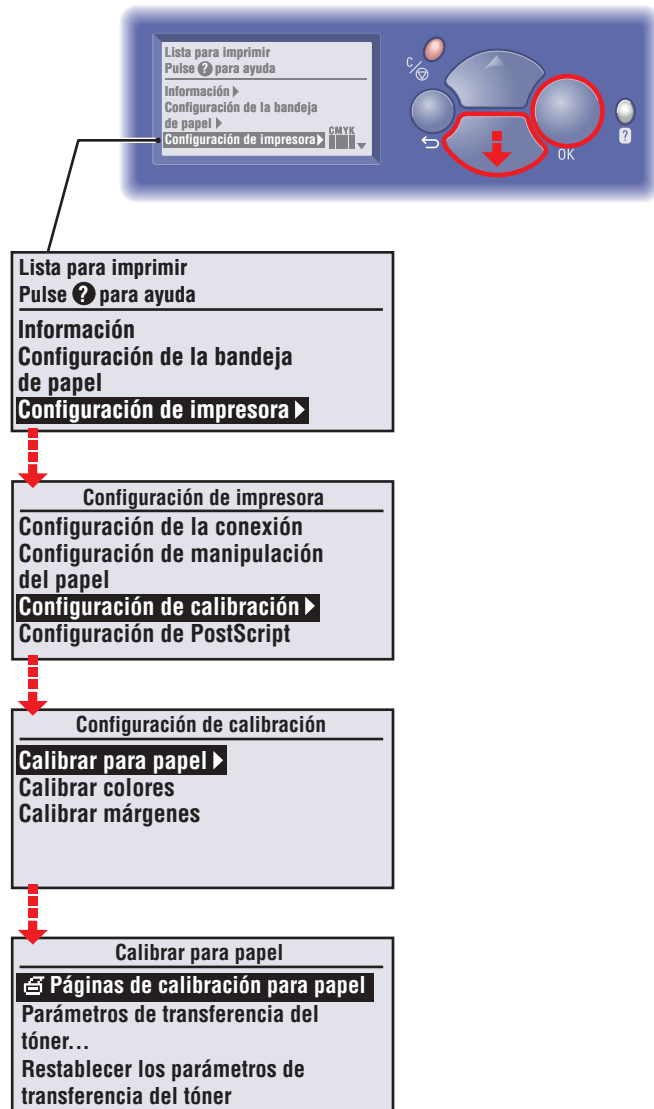 Lista para imprimir
Pulse ? para ayuda
Información
Configuración de la bandeja
de papel
Configuración de impresora
CMYK
C/
OK
?
Lista para imprimir
Pulse ? para ayuda
Información
Configuración de la bandeja
de papel
Configuración de impresora
Configuración de impresora
Configuración de la conexión
Configuración de manipulación
del papel
Configuración de calibración
Configuración de PostScript
Configuración de calibración
Calibrar para papel
Calibrar colores
Calibrar márgenes
Calibrar para papel
Páginas de calibración para papel
Parámetros de transferencia del
tóner...
Restablecer los parámetros de
transferencia del tóner